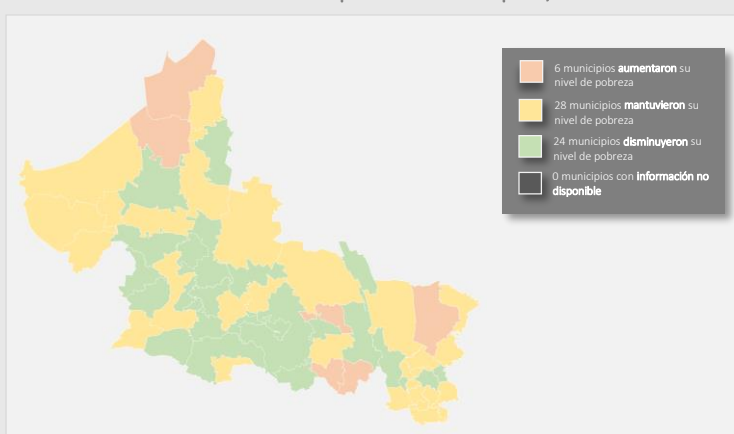 6 municipios aumentaron su
nivel de pobreza
28 municipios mantuvieron su
nivel de pobreza
24 municipios disminuyeron su
nivel de pobreza
0 municipios con información no
disponible